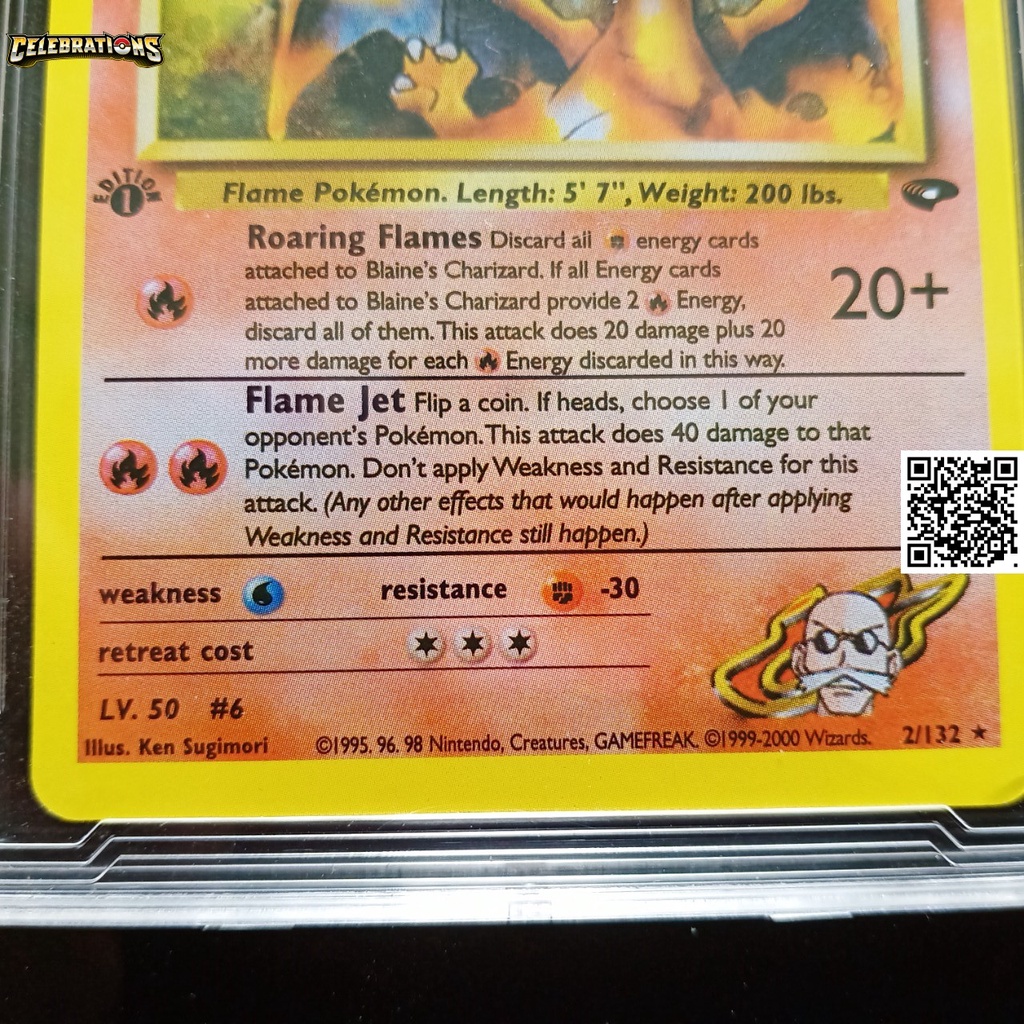 CELEBRATIONS
EDITION
1
Flame Pokémon. Length: 5' 7", Weight: 200 lbs.
Roaring Flames Discard all energy cards
attached to Blaine's Charizard. If all Energy cards
attached to Blaine's Charizard provide 2 Energy,
discard all of them. This attack does 20 damage plus 20
more damage for each Energy discarded in this way.
20+
Flame Jet Flip a coin. If heads, choose 1 of your
opponent's Pokémon. This attack does 40 damage to that
Pokémon. Don't apply Weakness and Resistance for this
attack. (Any other effects that would happen after applying
Weakness and Resistance still happen.)
weakness resistance -30
retreat cost
LV. 50 #6
Illus. Ken Sugimori ©1995. 96. 98 Nintendo, Creatures, GAMEFREAK. ©1999-2000 Wizards. 2/132 ★